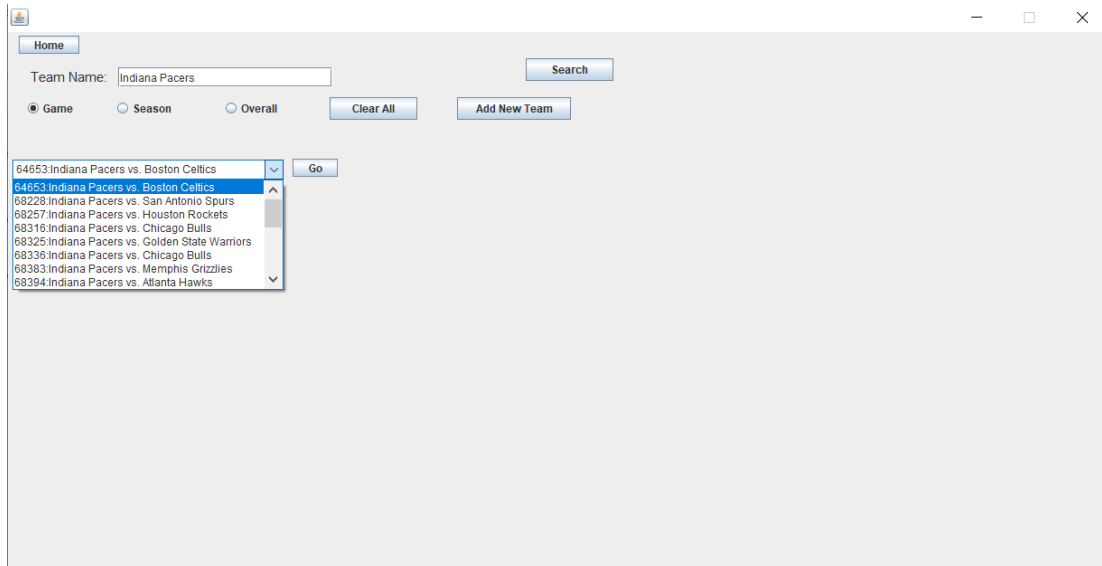 Home
Team Name: Indiana Pacers Search
Game Season Overall Clear All Add New Team
64653:Indiana Pacers vs. Boston Celtics Go
64653:Indiana Pacers vs. Boston Celtics
68228:Indiana Pacers vs. San Antonio Spurs
68257:Indiana Pacers vs. Houston Rockets
68316:Indiana Pacers vs. Chicago Bulls
68325:Indiana Pacers vs. Golden State Warriors
68336:Indiana Pacers vs. Chicago Bulls
68383:Indiana Pacers vs. Memphis Grizzlies
68394:Indiana Pacers vs. Atlanta Hawks